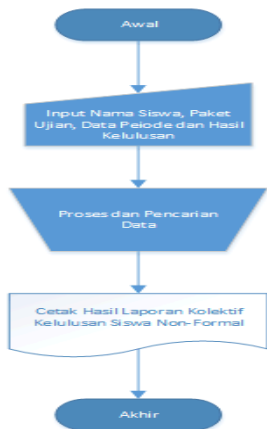 Awal
Input Nama Siswa, Paket
Ujian, Data Peiode dan Hasil
Kelulusan
Proses dan Pencarian
Data
Cetak Hasil Laporan Kolektif
Kelulusan Siswa Non-Formal
Akhir